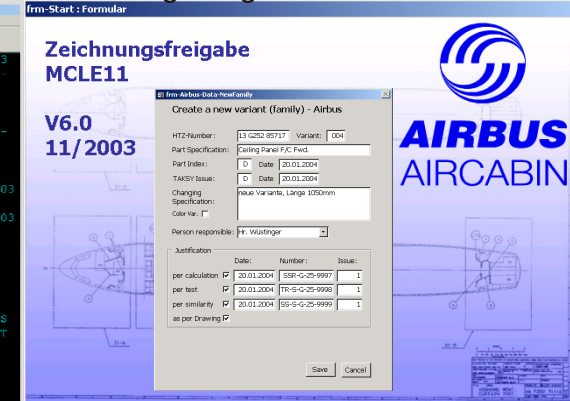 frm-Start : Formular
Zeichnungsfreigabe
MCLE11
V6.0
11/2003
AIRBUS
AIRCABIN
frm-Airbus-Data-NewFamily
Create a new variant (family) - Airbus
HTZ-Number: 13 G252 85717 Variant: 004
Part Specification: Ceiling Panel F/C Fwd.
Part Index: D Date 20.01.2004
TAKSY Issue: D Date 20.01.2004
Changing Specification: neue Variante, Länge 1050mm
Color Var.
Person responsible: Hr. Wüstinger
Justification
Date: Number: Issue:
per calculation 20.01.2004 SSR-G-25-9997 1
per test 20.01.2004 TR-S-G-25-9998 1
per similarity 20.01.2004 SS-S-G-25-9999 1
as per Drawing
Save Cancel